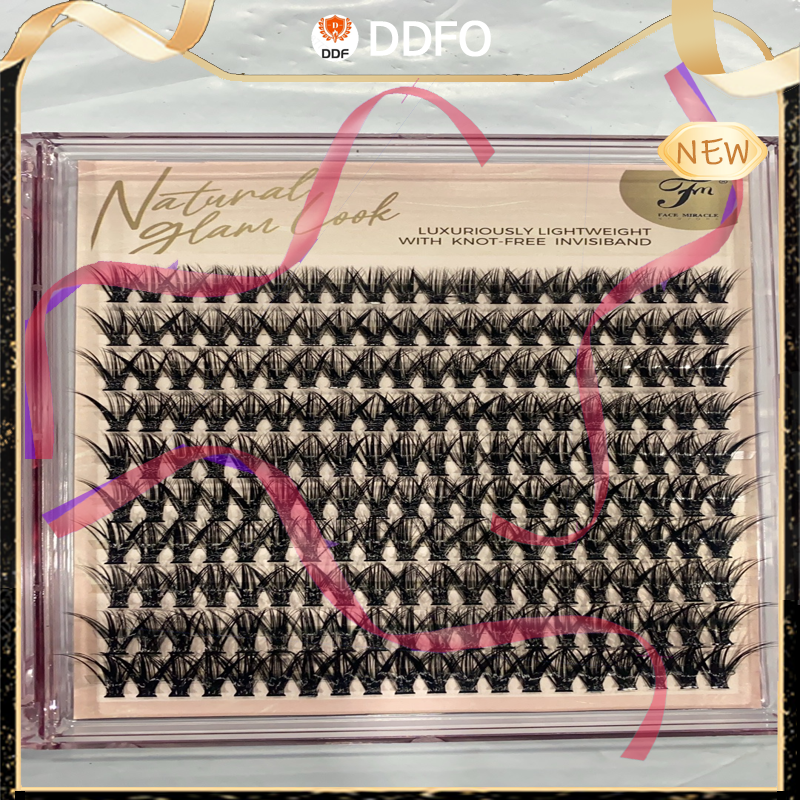 DDF
DDFO
NEW
Natural
glam look
LUXURIOUSLY LIGHTWEIGHT
WITH KNOT-FREE INVISIBAND
Fm
FACE MIRACLE